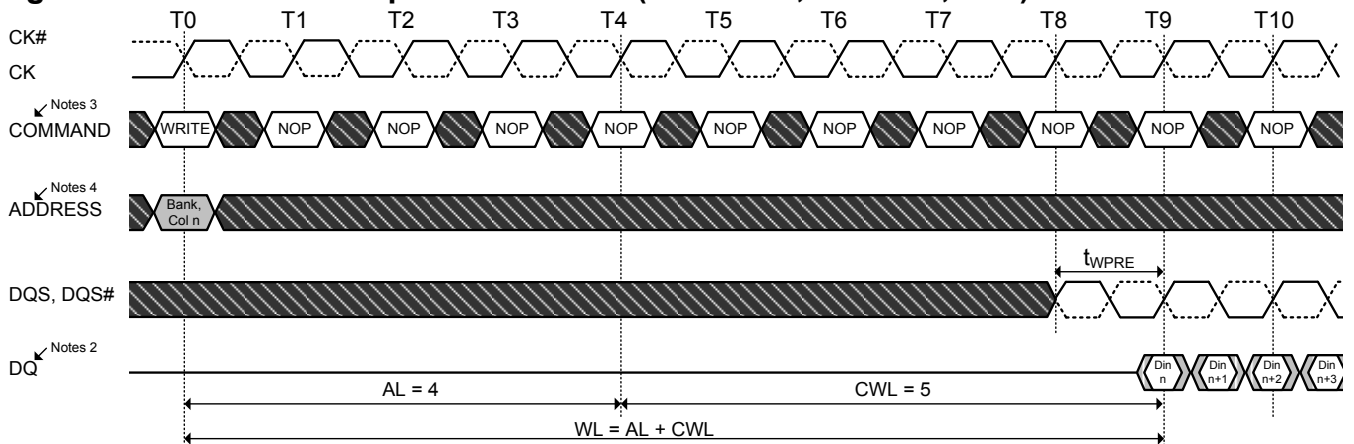 T0 T1 T2 T3 T4 T5 T6 T7 T8 T9 T10
CK#
CK
Notes 3
COMMAND WRITE NOP NOP NOP NOP NOP NOP NOP NOP NOP NOP
Notes 4
ADDRESS Bank, Col n
tWPRE
DQS, DQS#
Notes 2
DQ Din n Din n+1 Din n+2 Din n+3
AL = 4 CWL = 5
WL = AL + CWL